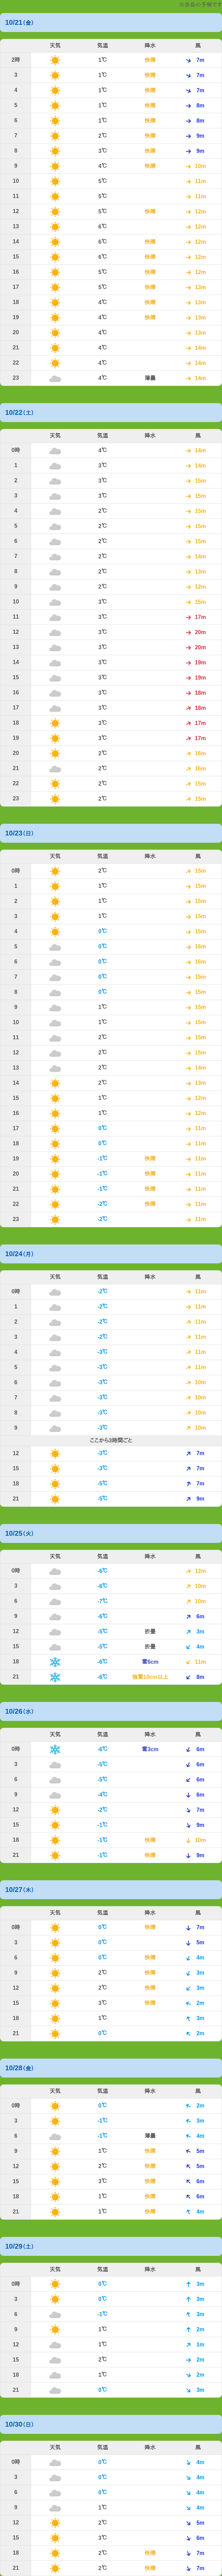 10/21(金)
天気 気温 降水 風
2時 1℃ 快晴 7m
3 1℃ 快晴 7m
4 1℃ 快晴 7m
5 1℃ 快晴 8m
6 1℃ 快晴 8m
7 2℃ 快晴 9m
8 3℃ 快晴 9m
9 4℃ 快晴 10m
10 5℃ 11m
11 5℃ 11m
12 5℃ 快晴 12m
13 6℃ 12m
14 6℃ 快晴 12m
15 6℃ 快晴 12m
16 5℃ 快晴 12m
17 5℃ 快晴 13m
18 4℃ 快晴 13m
19 4℃ 快晴 13m
20 4℃ 13m
21 4℃ 14m
22 4℃ 14m
23 4℃ 薄曇 14m
10/22(土)
天気 気温 降水 風
0時 4℃ 14m
1 3℃ 14m
2 3℃ 15m
3 3℃ 15m
4 2℃ 15m
5 2℃ 15m
6 2℃ 15m
7 2℃ 14m
8 2℃ 13m
9 2℃ 12m
10 3℃ 15m
11 3℃ 17m
12 3℃ 20m
13 3℃ 20m
14 3℃ 19m
15 3℃ 19m
16 3℃ 18m
17 3℃ 18m
18 3℃ 17m
19 3℃ 17m
20 2℃ 16m
21 2℃ 16m
22 2℃ 15m
23 2℃ 15m
10/23(日)
天気 気温 降水 風
0時 2℃ 15m
1 1℃ 15m
2 1℃ 15m
3 1℃ 15m
4 0℃ 15m
5 0℃ 16m
6 0℃ 16m
7 0℃ 15m
8 0℃ 15m
9 1℃ 15m
10 1℃ 15m
11 2℃ 15m
12 2℃ 15m
13 2℃ 14m
14 2℃ 13m
15 1℃ 12m
16 1℃ 12m
17 0℃ 11m
18 0℃ 11m
19 -1℃ 快晴 11m
20 -1℃ 快晴 11m
21 -1℃ 快晴 11m
22 -2℃ 快晴 11m
23 -2℃ 11m
10/24(月)
天気 気温 降水 風
0時 -2℃ 11m
1 -2℃ 11m
2 -2℃ 11m
3 -2℃ 11m
4 -3℃ 11m
5 -3℃ 11m
6 -3℃ 10m
7 -3℃ 10m
8 -3℃ 10m
9 -3℃ 10m
ここから3時間ごと
12 -3℃ 7m
15 -3℃ 7m
18 -5℃ 7m
21 -5℃ 9m
10/25(火)
天気 気温 降水 風
0時 -6℃ 12m
3 -6℃ 10m
6 -7℃ 10m
9 -6℃ 6m
12 -5℃ 折曇 3m
15 -5℃ 折曇 4m
18 -6℃ 雪6cm 11m
21 -6℃ 強雪10cm以上 8m
10/26(水)
天気 気温 降水 風
0時 -6℃ 雪3cm 6m
3 -5℃ 6m
6 -5℃ 6m
9 -4℃ 6m
12 -2℃ 7m
15 -1℃ 9m
18 -1℃ 快晴 10m
21 -1℃ 快晴 9m
10/27(木)
天気 気温 降水 風
0時 0℃ 快晴 7m
3 0℃ 5m
6 0℃ 快晴 4m
9 2℃ 快晴 3m
12 2℃ 快晴 3m
15 3℃ 快晴 2m
18 1℃ 3m
21 0℃ 2m
10/28(金)
天気 気温 降水 風
0時 0℃ 2m
3 -1℃ 3m
6 -1℃ 薄曇 4m
9 1℃ 快晴 5m
12 2℃ 快晴 5m
15 3℃ 快晴 6m
18 1℃ 快晴 6m
21 1℃ 快晴 4m
10/29(土)
天気 気温 降水 風
0時 0℃ 3m
3 0℃ 3m
6 -1℃ 3m
9 1℃ 2m
12 1℃ 1m
15 2℃ 2m
18 1℃ 2m
21 0℃ 3m
10/30(日)
天気 気温 降水 風
0時 0℃ 4m
3 0℃ 4m
6 0℃ 4m
9 1℃ 4m
12 2℃ 5m
15 3℃ 6m
18 2℃ 快晴 7m
21 2℃ 快晴 7m